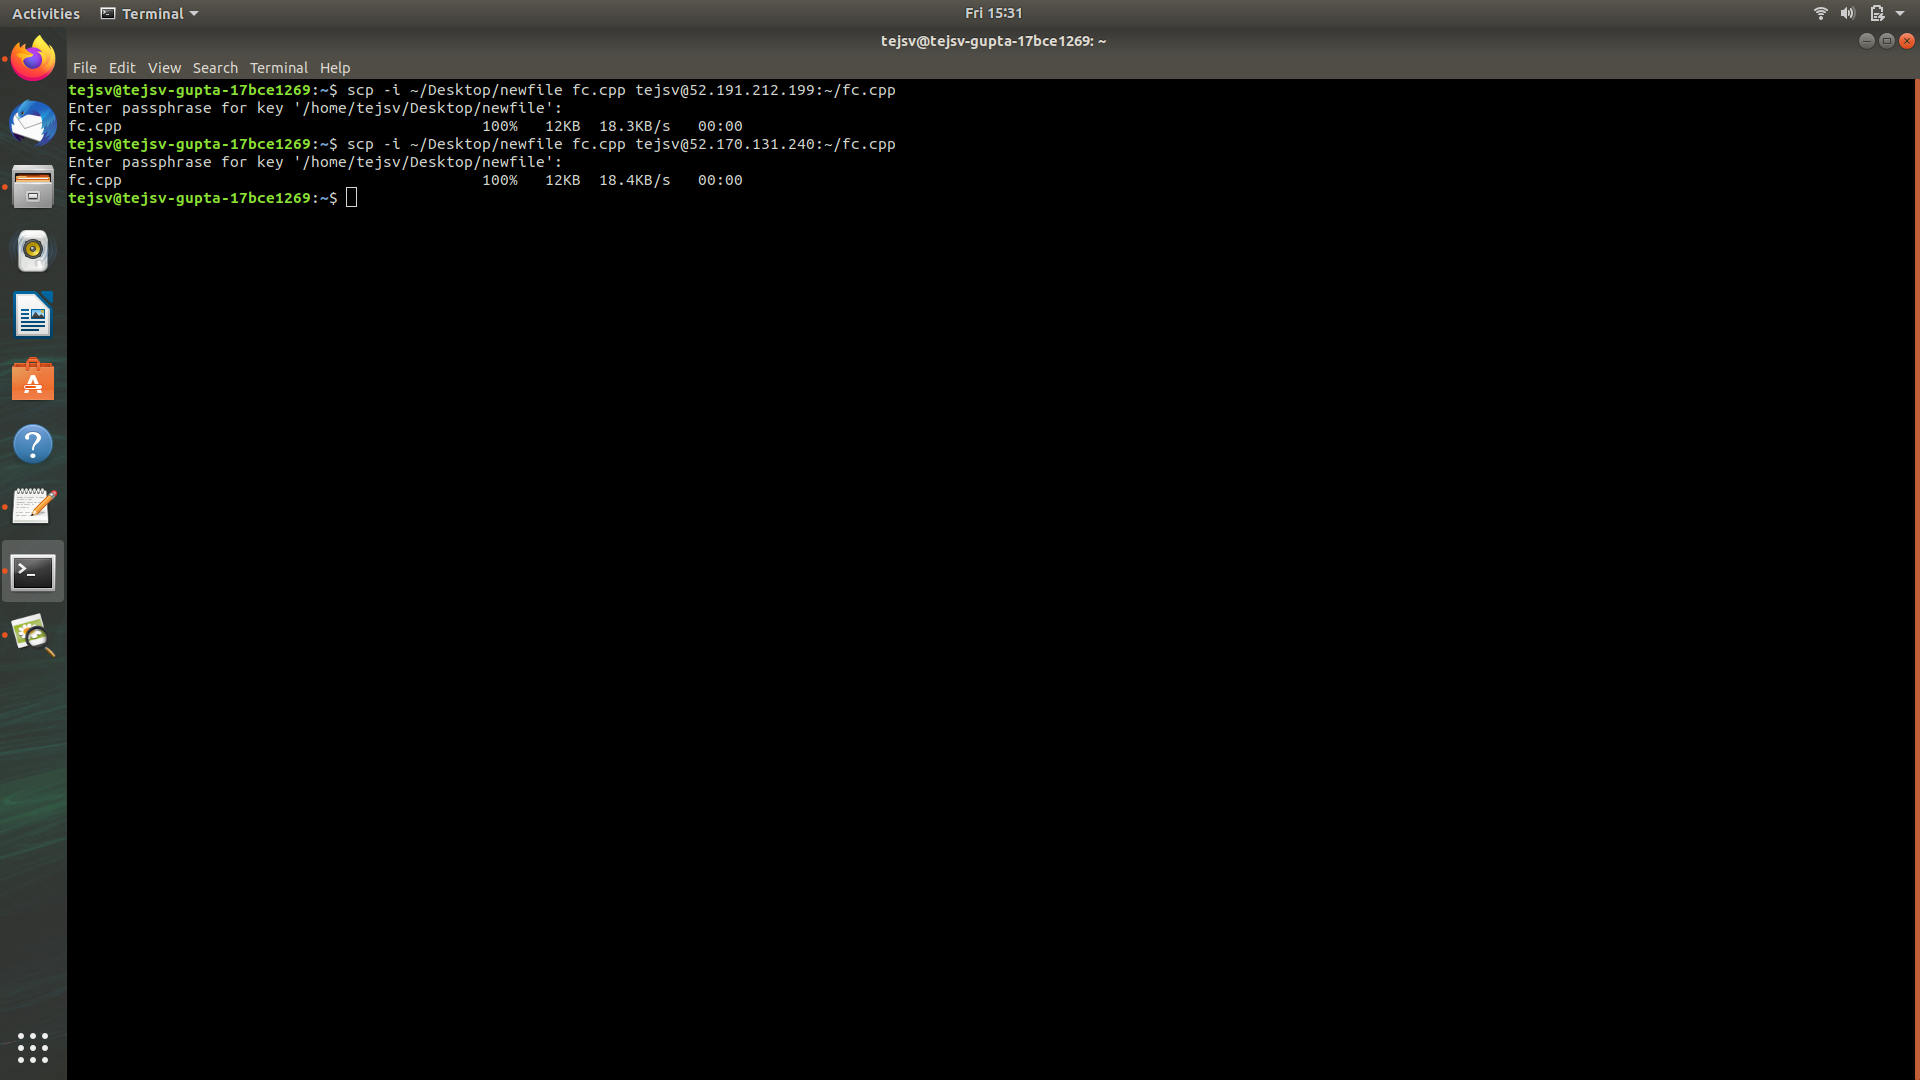 Activities Terminal Fri 15:31
tejsv@tejsv-gupta-17bce1269: ~
File Edit View Search Terminal Help
tejsv@tejsv-gupta-17bce1269:~$ scp -i ~/Desktop/newfile fc.cpp tejsv@52.191.212.199:~/fc.cpp
Enter passphrase for key '/home/tejsv/Desktop/newfile':
fc.cpp 100% 12KB 18.3KB/s 00:00
tejsv@tejsv-gupta-17bce1269:~$ scp -i ~/Desktop/newfile fc.cpp tejsv@52.170.131.240:~/fc.cpp
Enter passphrase for key '/home/tejsv/Desktop/newfile':
fc.cpp 100% 12KB 18.4KB/s 00:00
tejsv@tejsv-gupta-17bce1269:~$